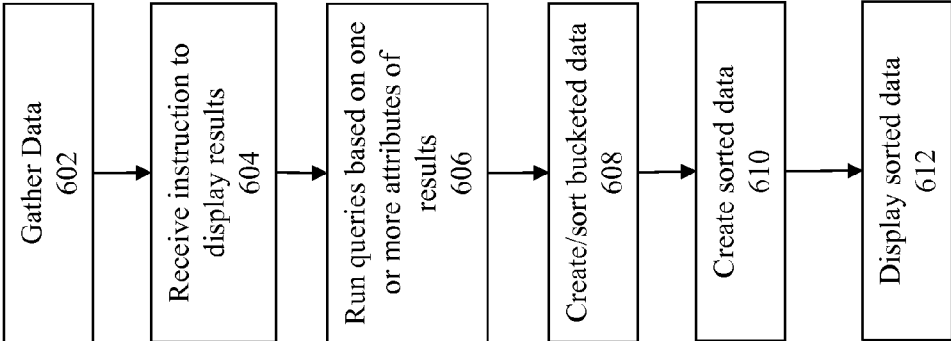 Gather Data
602
Receive instruction to
display results
604
Run queries based on one
or more attributes of
results
606
Create/sort bucketed data
608
Create sorted data
610
Display sorted data
612